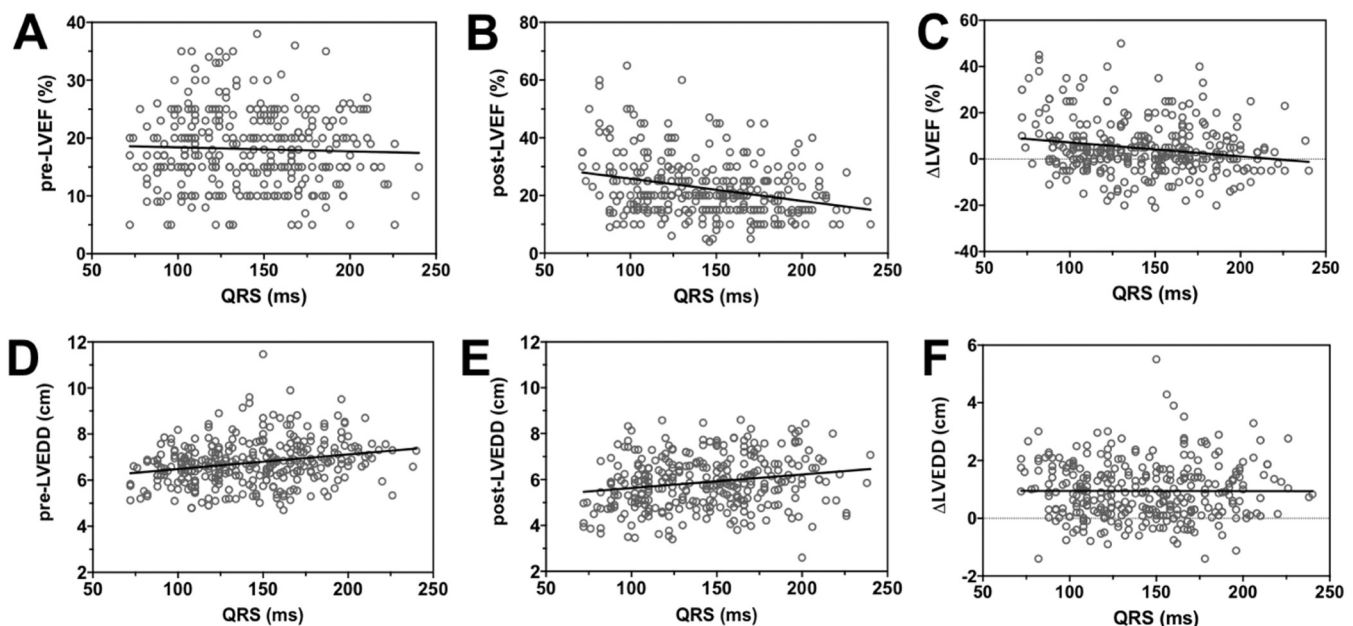 A
pre-LVEF (%)
40
30
20
10
0
50 100 150 200 250
QRS (ms)
B
post-LVEF (%)
80
60
40
20
0
50 100 150 200 250
QRS (ms)
C
ΔLVEF (%)
60
40
20
0
-20
-40
50 100 150 200 250
QRS (ms)
D
pre-LVEDD (cm)
12
10
8
6
4
2
50 100 150 200 250
QRS (ms)
E
post-LVEDD (cm)
12
10
8
6
4
2
50 100 150 200 250
QRS (ms)
F
ΔLVEDD (cm)
6
4
2
0
-2
50 100 150 200 250
QRS (ms)